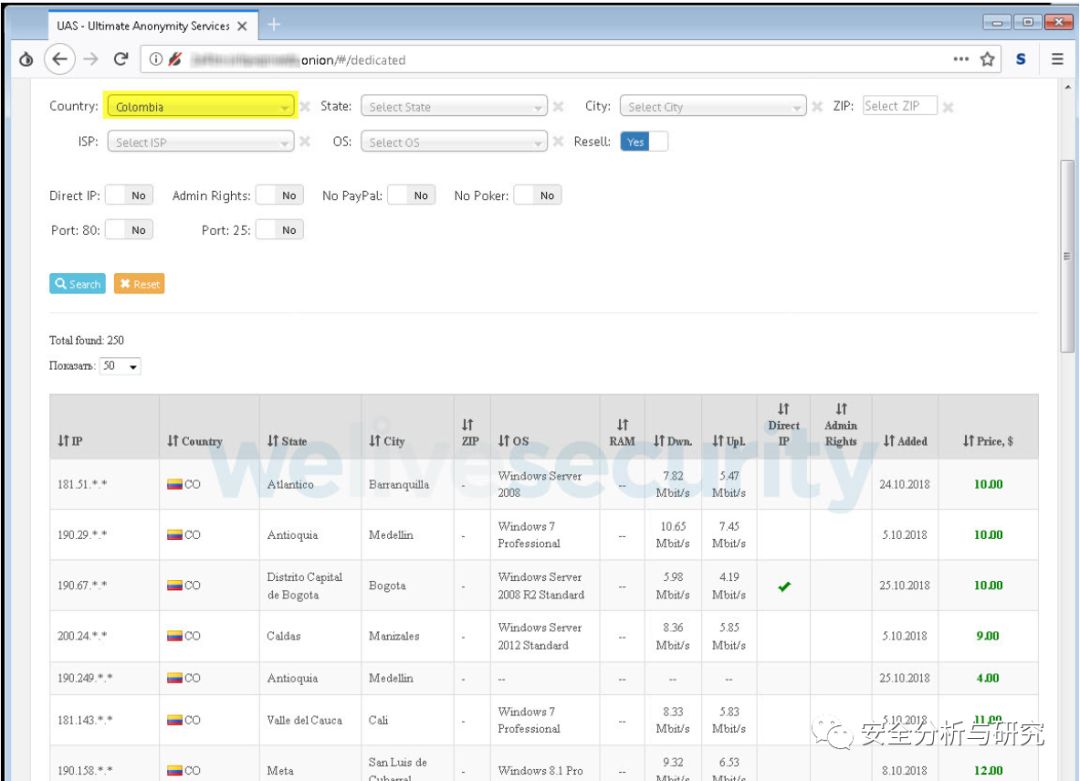 UAS - Ultimate Anonymity Services
onion/#/dedicated
S
Country: Colombia State: Select State City: Select City ZIP: Select ZIP
ISP: Select ISP OS: Select OS Resell: Yes
Direct IP: No Admin Rights: No No PayPal: No No Poker: No
Port: 80: No Port: 25: No
Search Reset
Total found: 250
Показать: 50
IP Country State City ZIP OS RAM Dwn. Upl. Direct IP Admin Rights Added Price, $
welivesecurity
181.51.*.* CO Atlantico Barranquilla - Windows Server 2008 -- 7.82 Mbit/s 5.47 Mbit/s 24.10.2018 10.00
190.29.*.* CO Antioquia Medellin - Windows 7 Professional -- 10.65 Mbit/s 7.45 Mbit/s 5.10.2018 10.00
190.67.*.* CO Distrito Capital de Bogota Bogota - Windows Server 2008 R2 Standard -- 5.98 Mbit/s 4.19 Mbit/s 25.10.2018 10.00
200.24.*.* CO Caldas Manizales - Windows Server 2012 Standard -- 8.36 Mbit/s 5.85 Mbit/s 5.10.2018 9.00
190.249.*.* CO Antioquia Medellin - -- -- -- -- 25.10.2018 4.00
181.143.*.* CO Valle del Cauca Cali - Windows 7 Professional -- 8.33 Mbit/s 5.83 Mbit/s 5.10.2018 11.00
安全分析与研究
190.158.*.* CO Meta San Luis de Cubarral - Windows 8.1 Pro -- 9.32 Mbit/s 6.53 Mbit/s 8.10.2018 12.00